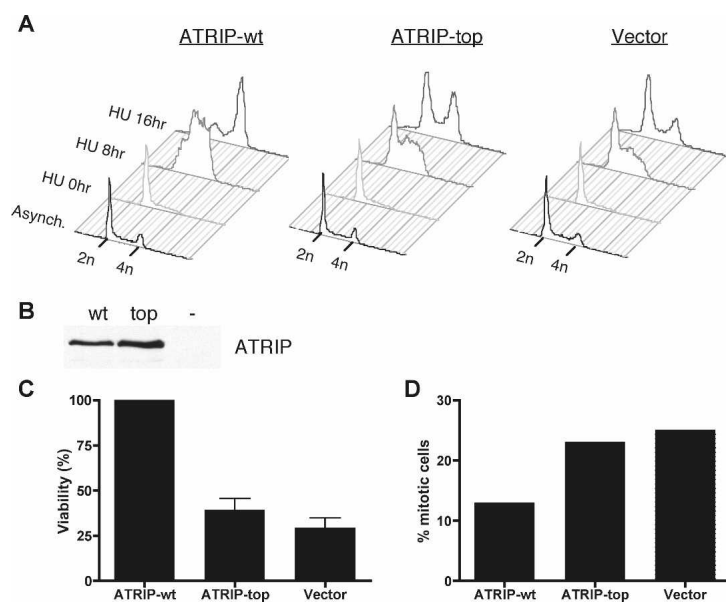 A
ATRIP-wt
ATRIP-top
Vector
HU 16hr
HU 8hr
HU 0hr
Asynch.
2n
4n
2n
4n
2n
4n
B
wt
top
-
ATRIP
C
Viability (%)
100
75
50
25
0
ATRIP-wt
ATRIP-top
Vector
D
% mitotic cells
30
20
10
0
ATRIP-wt
ATRIP-top
Vector